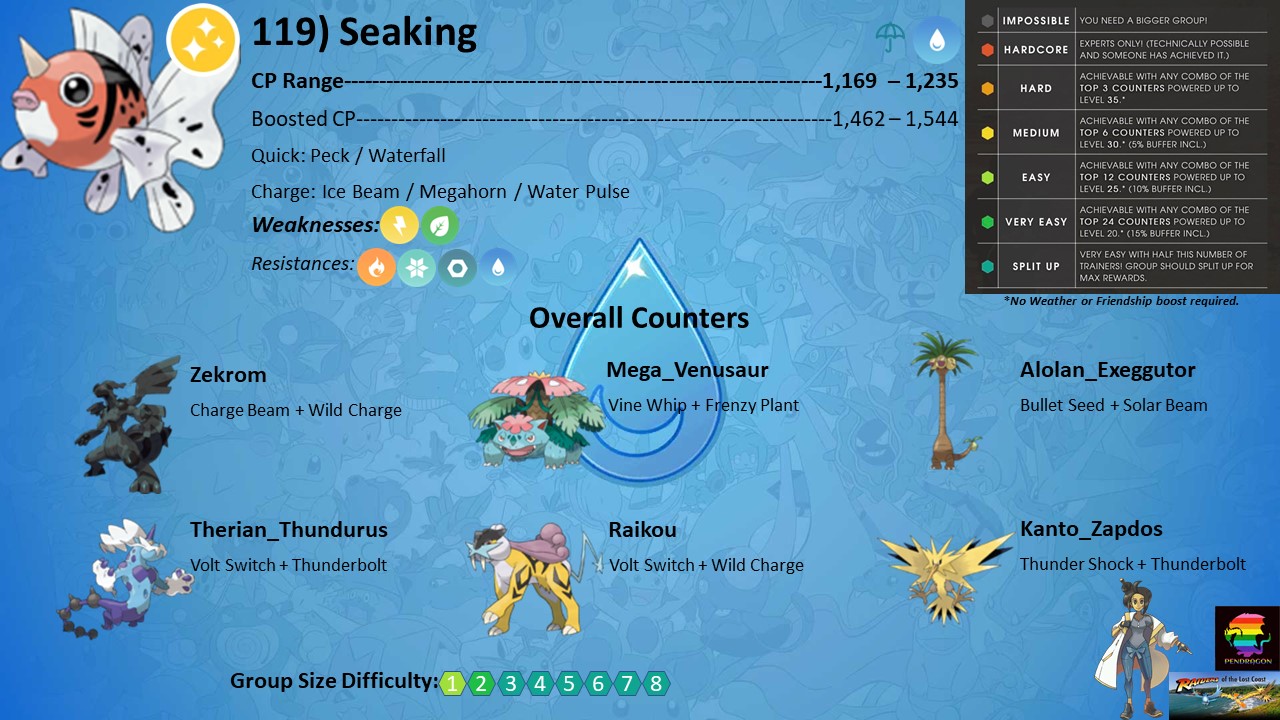 119) Seaking
CP Range---1,169 – 1,235
Boosted CP---1,462 – 1,544
Quick: Peck / Waterfall
Charge: Ice Beam / Megahorn / Water Pulse
Weaknesses:
Resistances:
IMPOSSIBLE YOU NEED A BIGGER GROUP!
HARDCORE EXPERTS ONLY! (TECHNICALLY POSSIBLE
AND SOMEONE HAS ACHIEVED IT.)
HARD ACHIEVABLE WITH ANY COMBO OF THE
TOP 3 COUNTERS POWERED UP TO
LEVEL 35.*
MEDIUM ACHIEVABLE WITH ANY COMBO OF THE
TOP 6 COUNTERS POWERED UP TO
LEVEL 30.* (5% BUFFER INCL.)
EASY ACHIEVABLE WITH ANY COMBO OF THE
TOP 12 COUNTERS POWERED UP TO
LEVEL 25.* (10% BUFFER INCL.)
VERY EASY ACHIEVABLE WITH ANY COMBO OF THE
TOP 24 COUNTERS POWERED UP TO
LEVEL 20.* (15% BUFFER INCL.)
SPLIT UP VERY EASY WITH HALF THIS NUMBER OF
TRAINERS! GROUP SHOULD SPLIT UP FOR
MAX REWARDS.
*No Weather or Friendship boost required.
Overall Counters
Zekrom
Charge Beam + Wild Charge
Mega_Venusaur
Vine Whip + Frenzy Plant
Alolan_Exeggutor
Bullet Seed + Solar Beam
Therian_Thundurus
Volt Switch + Thunderbolt
Raikou
Volt Switch + Wild Charge
Kanto_Zapdos
Thunder Shock + Thunderbolt
Group Size Difficulty: 1 2 3 4 5 6 7 8
PENDRAGON
RAIDERS of the Lost Coast